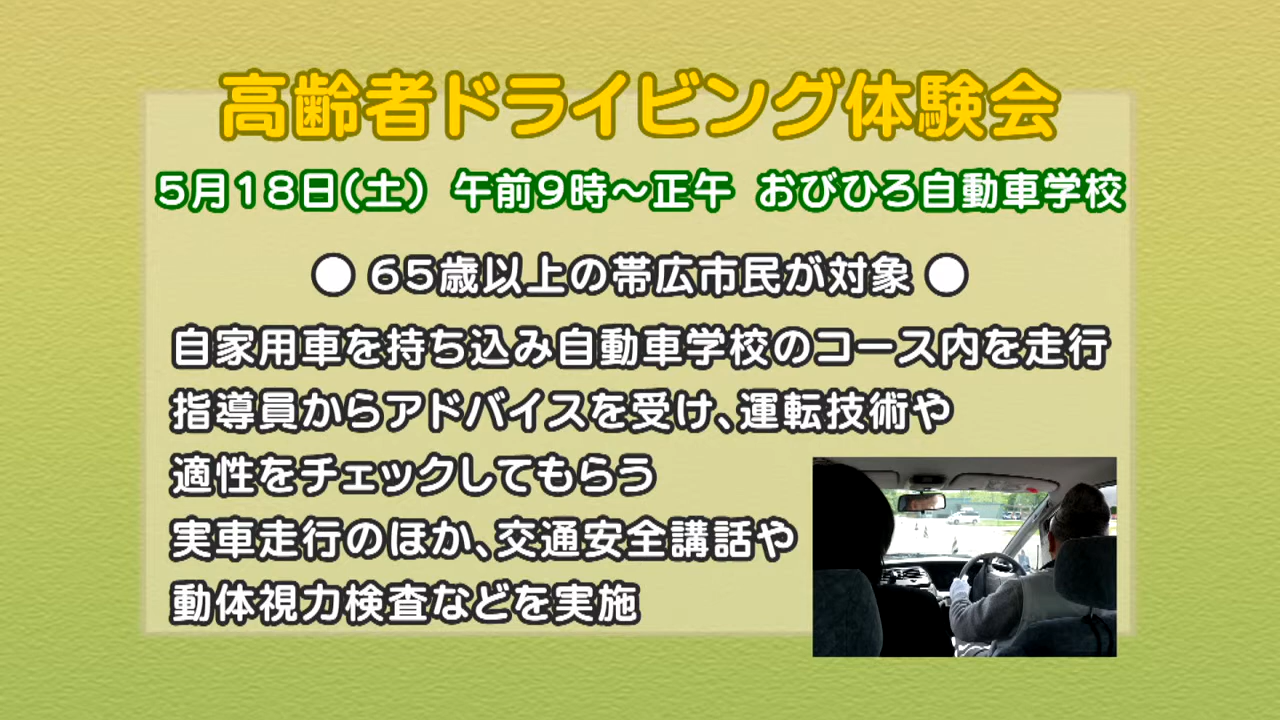 高齢者ドライビング体験会
5月18日(土) 午前9時～正午 おびひろ自動車学校
● 65歳以上の帯広市民が対象 ●
自家用車を持ち込み自動車学校のコース内を走行
指導員からアドバイスを受け、運転技術や
適性をチェックしてもらう
実車走行のほか、交通安全講話や
動体視力検査などを実施